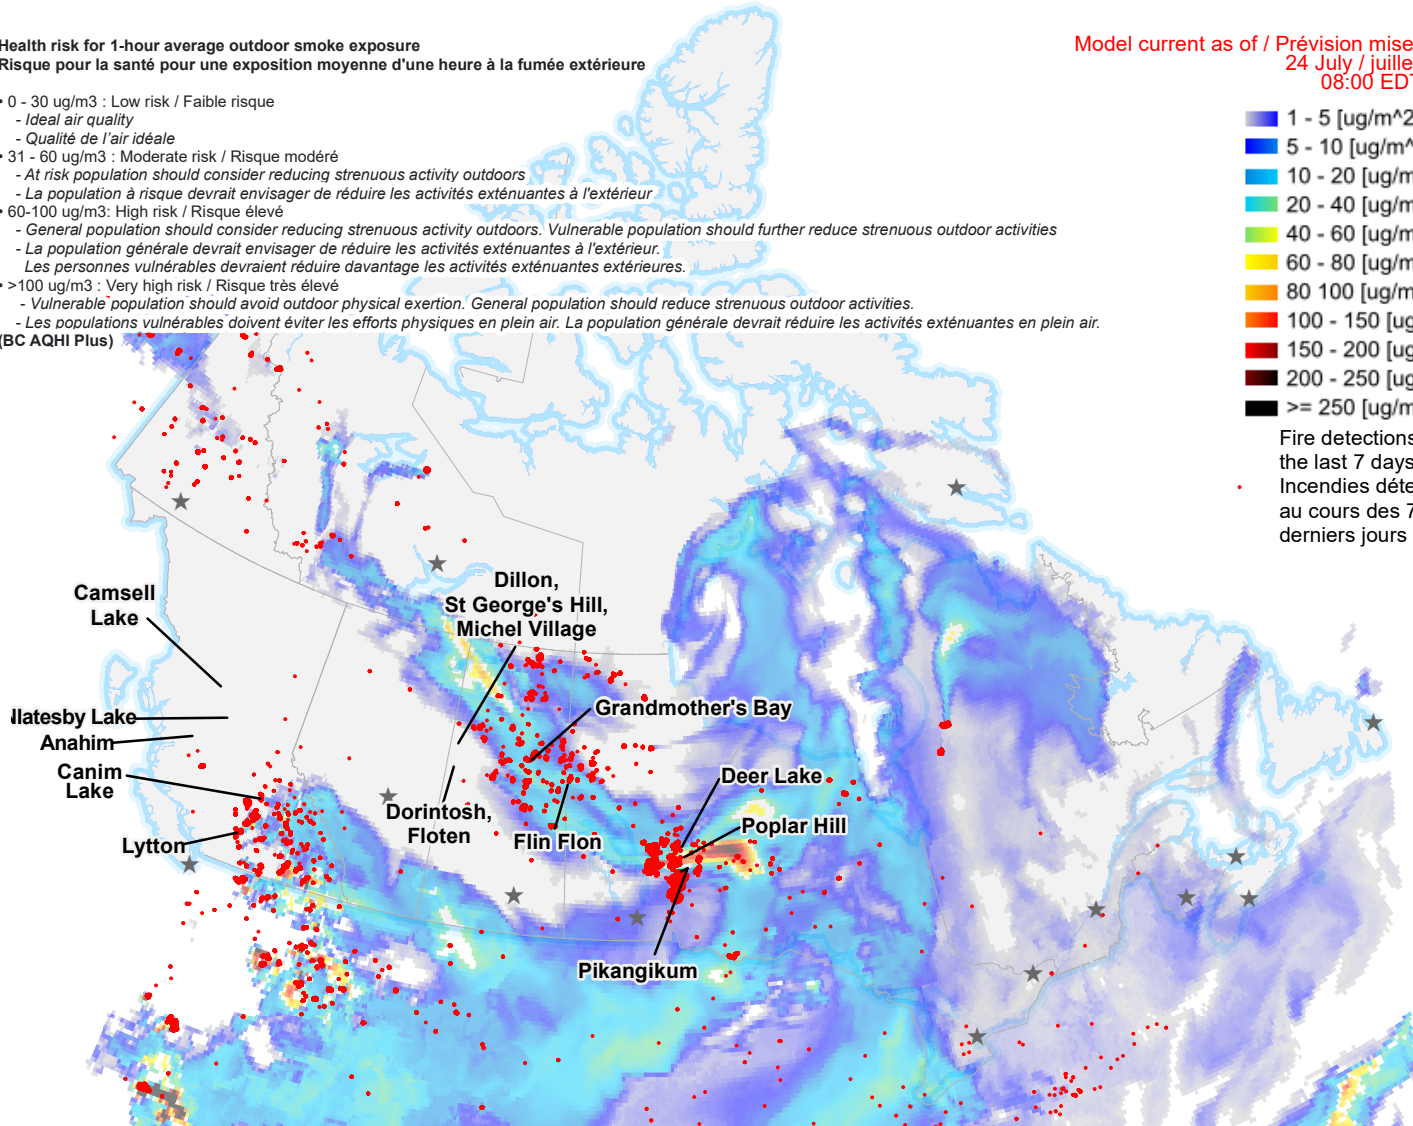 Health risk for 1-hour average outdoor smoke exposure
Risque pour la santé pour une exposition moyenne d'une heure à la fumée extérieure
• 0 - 30 ug/m3 : Low risk / Faible risque
- Ideal air quality
- Qualité de l'air idéale
• 31 - 60 ug/m3 : Moderate risk / Risque modéré
- At risk population should consider reducing strenuous activity outdoors
- La population à risque devrait envisager de réduire les activités exténuantes à l'extérieur
• 60-100 ug/m3: High risk / Risque élevé
- General population should consider reducing strenuous activity outdoors. Vulnerable population should further reduce strenuous outdoor activities
- La population générale devrait envisager de réduire les activités exténuantes à l'extérieur.
Les personnes vulnérables devraient réduire davantage les activités exténuantes extérieures.
• >100 ug/m3 : Very high risk / Risque très élevé
- Vulnerable population should avoid outdoor physical exertion. General population should reduce strenuous outdoor activities.
- Les populations vulnérables doivent éviter les efforts physiques en plein air. La population générale devrait réduire les activités exténuantes en plein air.
(BC AQHI Plus)
Model current as of / Prévision mise
24 July / juille
08:00 EDT
1 - 5 [ug/m^2
5 - 10 [ug/m^
10 - 20 [ug/m
20 - 40 [ug/m
40 - 60 [ug/m
60 - 80 [ug/m
80 100 [ug/m
100 - 150 [ug
150 - 200 [ug
200 - 250 [ug
>= 250 [ug/m
Fire detections
the last 7 days
Incendies déte
au cours des 7
derniers jours
Camsell
Lake
Dillon,
St George's Hill,
Michel Village
llatesby Lake
Anahim
Canim
Lake
Lytton
Grandmother's Bay
Deer Lake
Poplar Hill
Dorintosh,
Floten
Flin Flon
Pikangikum